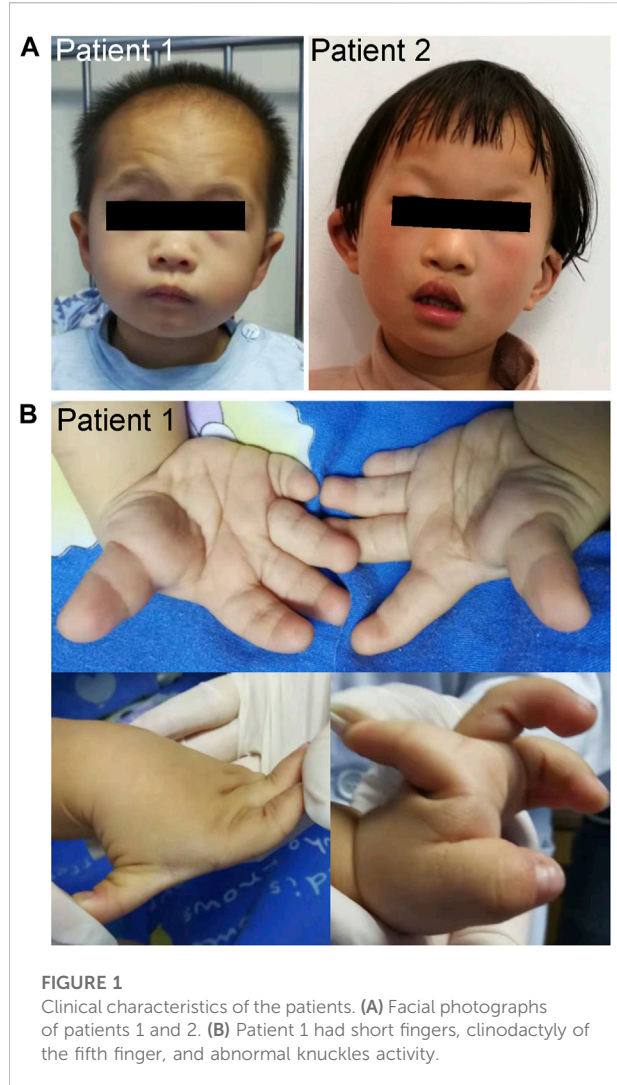 A
Patient 1
Patient 2
B
Patient 1
FIGURE 1
Clinical characteristics of the patients. (A) Facial photographs
of patients 1 and 2. (B) Patient 1 had short fingers, clinodactyly of
the fifth finger, and abnormal knuckles activity.